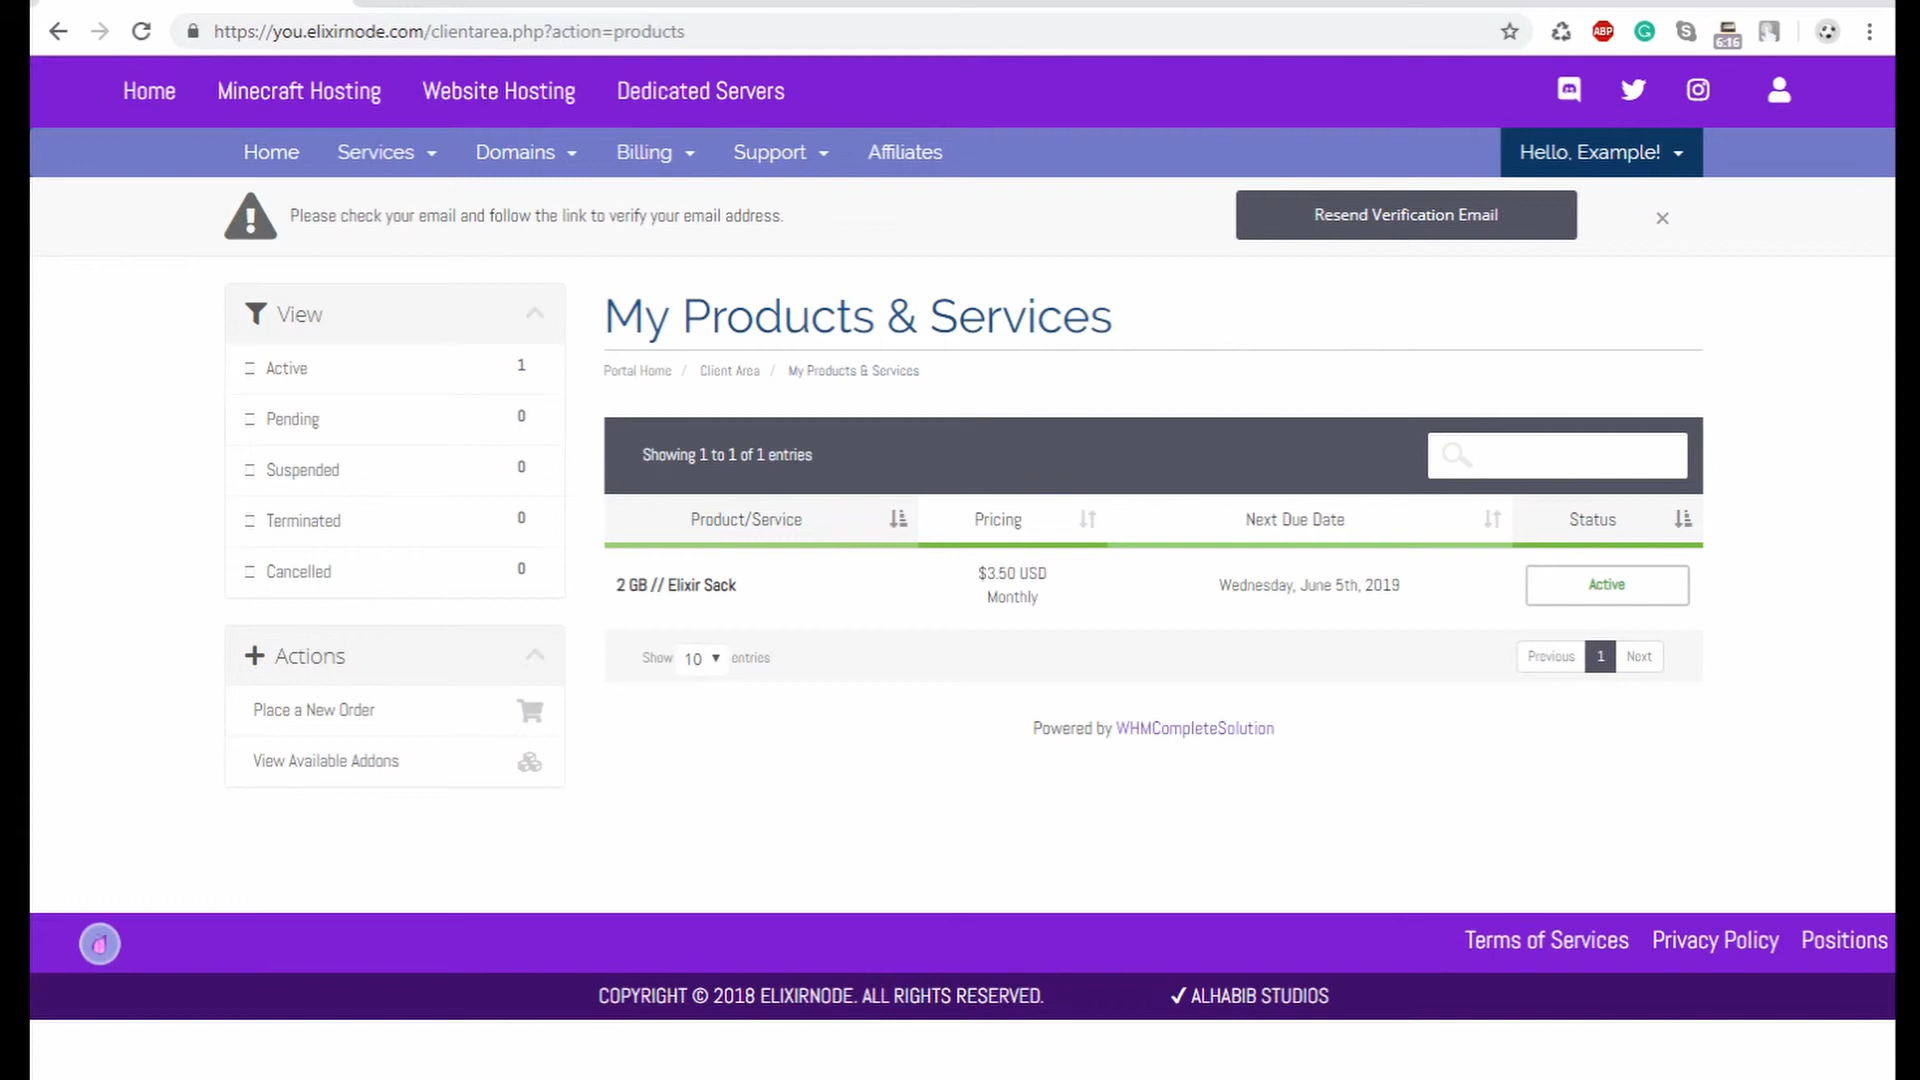 https://you.elixirnode.com/clientarea.php?action=products
ABP
6:16
Home Minecraft Hosting Website Hosting Dedicated Servers
Home Services Domains Billing Support Affiliates Hello, Example!
Please check your email and follow the link to verify your email address.
Resend Verification Email
View
Active 1
Pending 0
Suspended 0
Terminated 0
Cancelled 0
Actions
Place a New Order
View Available Addons
My Products & Services
Portal Home / Client Area / My Products & Services
Showing 1 to 1 of 1 entries
Product/Service Pricing Next Due Date Status
2 GB // Elixir Sack $3.50 USD Wednesday, June 5th, 2019 Active
Monthly
Show 10 entries Previous 1 Next
Powered by WHMCompleteSolution
Terms of Services Privacy Policy Positions
COPYRIGHT © 2018 ELIXIRNODE. ALL RIGHTS RESERVED. ✓ ALHABIB STUDIOS